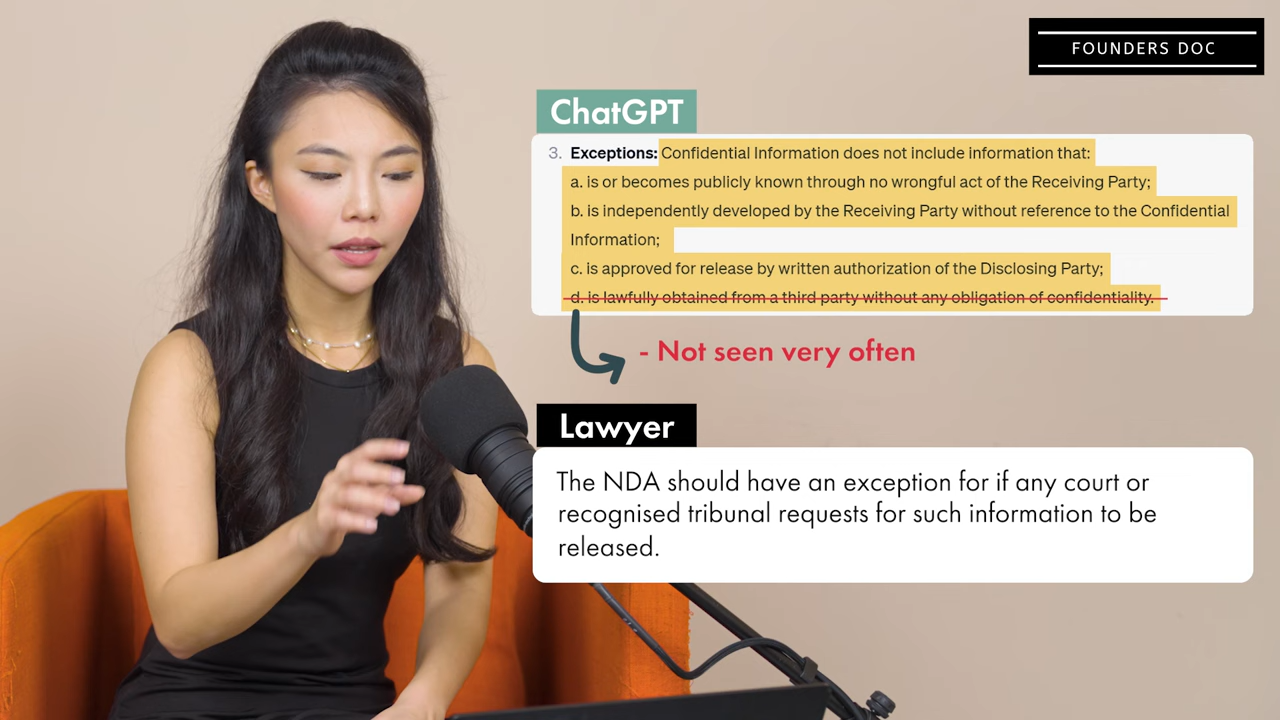 FOUNDERS DOC
ChatGPT
3. Exceptions: Confidential Information does not include information that:
a. is or becomes publicly known through no wrongful act of the Receiving Party;
b. is independently developed by the Receiving Party without reference to the Confidential
Information;
c. is approved for release by written authorization of the Disclosing Party;
d. is lawfully obtained from a third party without any obligation of confidentiality.
- Not seen very often
Lawyer
The NDA should have an exception for if any court or
recognised tribunal requests for such information to be
released.